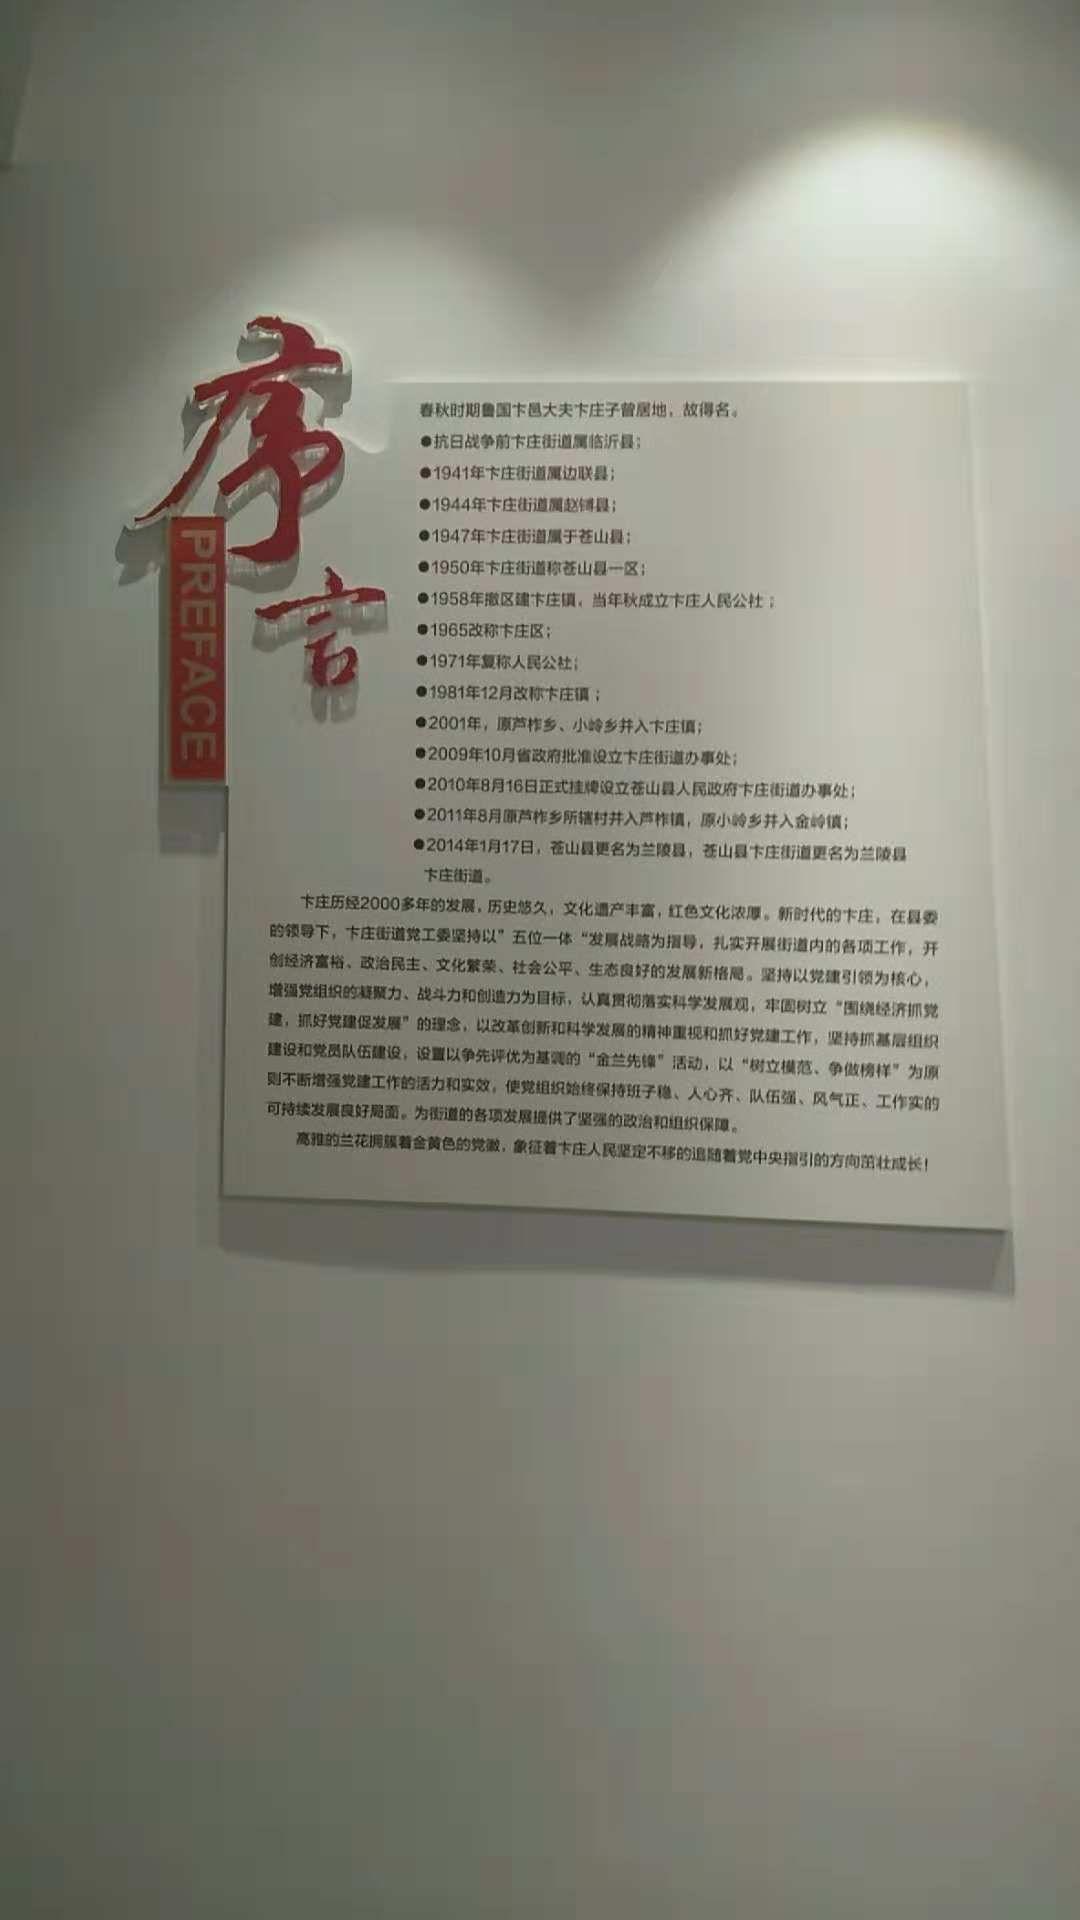 序言
PREFACE
春秋时期鲁国卞邑大夫卞庄子曾居地，故得名。
●抗日战争前卞庄街道属临沂县；
●1941年卞庄街道属边联县；
●1944年卞庄街道属赵镈县；
●1947年卞庄街道属于苍山县；
●1950年卞庄街道称苍山县一区；
●1958年撤区建卞庄镇，当年秋成立卞庄人民公社；
●1965改称卞庄区；
●1971年复称人民公社；
●1981年12月改称卞庄镇；
●2001年，原芦柞乡、小岭乡并入卞庄镇；
●2009年10月省政府批准设立卞庄街道办事处；
●2010年8月16日正式挂牌设立苍山县人民政府卞庄街道办事处；
●2011年8月原芦柞乡所辖村并入芦柞镇，原小岭乡并入金岭镇；
●2014年1月17日，苍山县更名为兰陵县，苍山县卞庄街道更名为兰陵县
卞庄街道。
卞庄历经2000多年的发展，历史悠久，文化遗产丰富，红色文化浓厚。新时代的卞庄，在县委
的领导下，卞庄街道党工委坚持以”五位一体“发展战略为指导，扎实开展街道内的各项工作，开
创经济富裕、政治民主、文化繁荣、社会公平、生态良好的发展新格局。坚持以党建引领为核心，
增强党组织的凝聚力、战斗力和创造力为目标，认真贯彻落实科学发展观，牢固树立“围绕经济抓党
建，抓好党建促发展”的理念，以改革创新和科学发展的精神重视和抓好党建工作，坚持抓基层组织
建设和党员队伍建设，设置以争先评优为基调的“金兰先锋”活动，以“树立模范、争做榜样”为原
则不断增强党建工作的活力和实效，使党组织始终保持班子稳、人心齐、队伍强、风气正、工作实的
可持续发展良好局面。为街道的各项发展提供了坚强的政治和组织保障。
高雅的兰花拥簇着金黄色的党徽，象征着卞庄人民坚定不移的追随着党中央指引的方向茁壮成长！